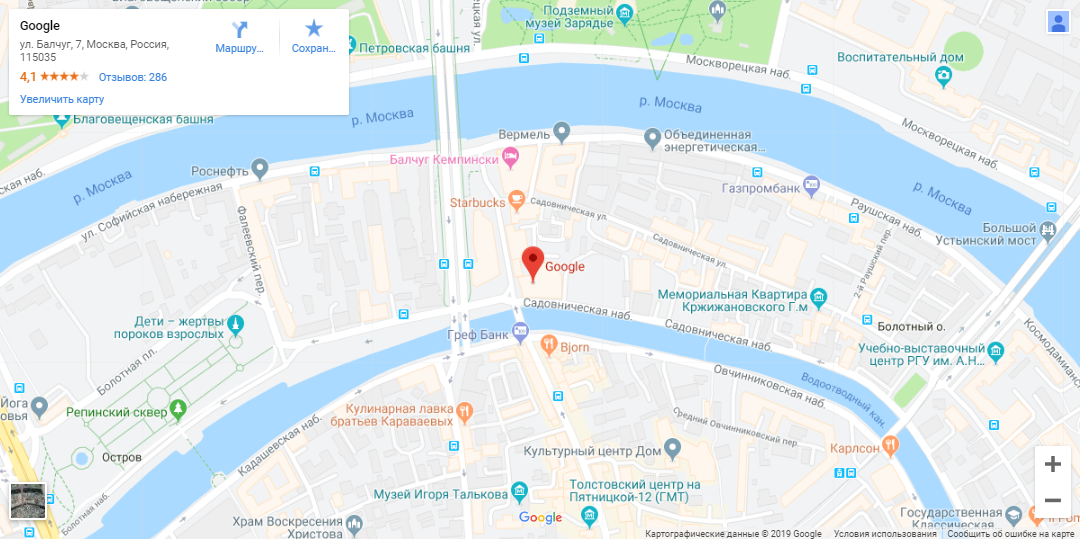 Google
ул. Балчуг, 7, Москва, Россия,
115035
4,1
Отзывов: 286
Увеличить карту
Маршру...
Сохран...
Подземный
музей Зарядье
Петровская башня
Москворецкая наб.
Воспитательный дом
Благовещенская башня
р. Москва
р. Москва
Москворецкая наб.
Вермель
Объединенная
энергетическая...
Балчуг Кемпински
Роснефть
р. Москва
ул. Софийская набережная
Газпромбанк
р. Москва
Starbucks
Садовническая ул.
Раушская наб.
Большой
Устьинский мост
Фалеевский пер.
Садовническая ул.
2-й Раушский пер.
Google
Мемориальная Квартира
Кржижановского Г.м
Садовническая наб.
Садовническая наб.
Болотный о.
Дети – жертвы
пороков взрослых
Греф Банк
Bjorn
Учебно-выставочный
центр РГУ им. А.Н...
Космодамианс
Болотная пл.
Овчинниковская наб.
Водоотводный кан.
Йога
Репинский сквер
Кулинарная лавка
братьев Караваевых
Средний Овчинниковский пер.
Карлсон
Остров
Кадашевская наб.
Культурный центр Дом
Музей Игоря Талькова
Толстовский центр на
Пятницкой-12 (ГМТ)
Болотная наб.
Храм Воскресения
Христова
Google
Государственная
Классическая
Картографические данные © 2019 Google
Условия использования
Сообщить об ошибке на карте